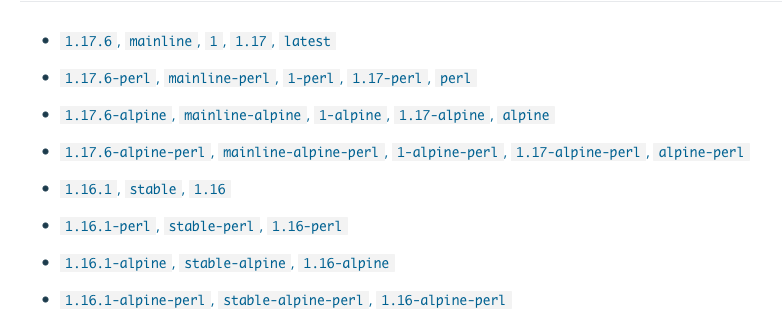 1.17.6, mainline, 1, 1.17, latest
1.17.6-perl, mainline-perl, 1-perl, 1.17-perl, perl
1.17.6-alpine, mainline-alpine, 1-alpine, 1.17-alpine, alpine
1.17.6-alpine-perl, mainline-alpine-perl, 1-alpine-perl, 1.17-alpine-perl, alpine-perl
1.16.1, stable, 1.16
1.16.1-perl, stable-perl, 1.16-perl
1.16.1-alpine, stable-alpine, 1.16-alpine
1.16.1-alpine-perl, stable-alpine-perl, 1.16-alpine-perl